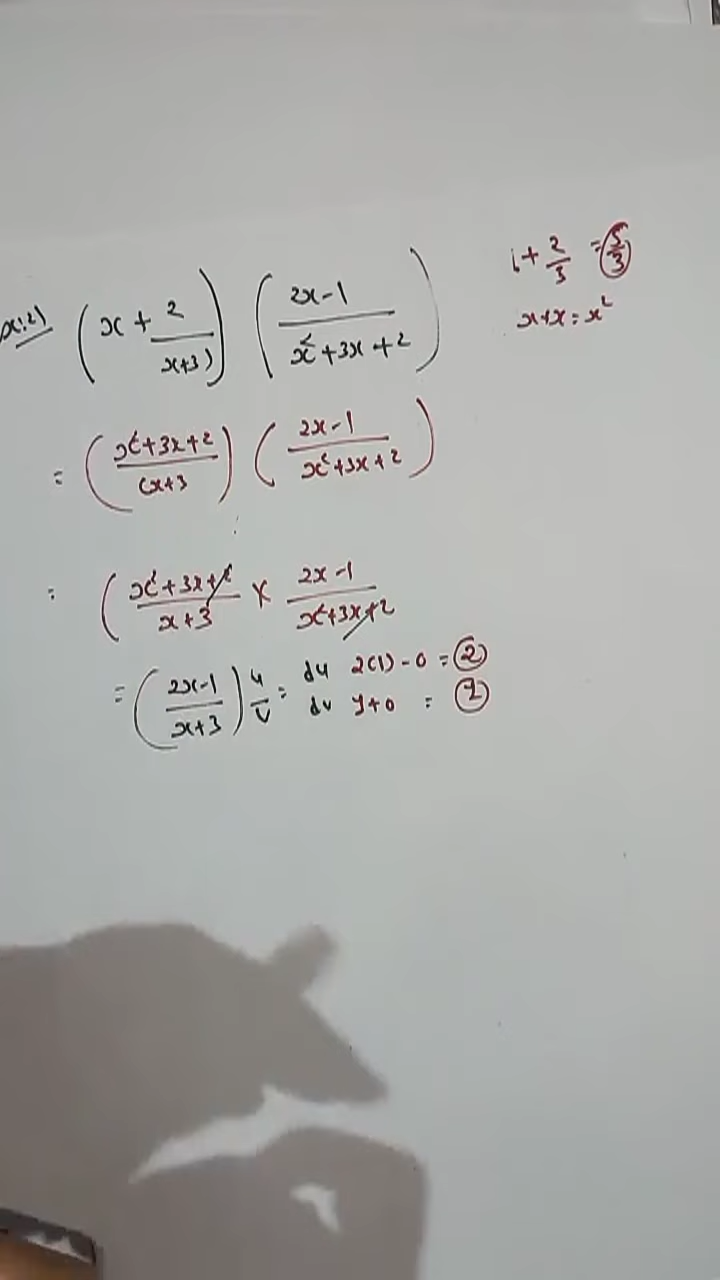 (x + 2/(x+3)) ((2x-1)/(x²+3x+2))
1 + 2/3 = 5/3
x+x = x²
= ((x²+3x+2)/(x+3)) ((2x-1)/(x²+3x+2))
= ((x²+3x+2)/(x+3) × (2x-1)/(x²+3x+2)
= ((2x-1)/(x+3)) u/v = du 2(1)-0 = 2
dv 1+0 = 1